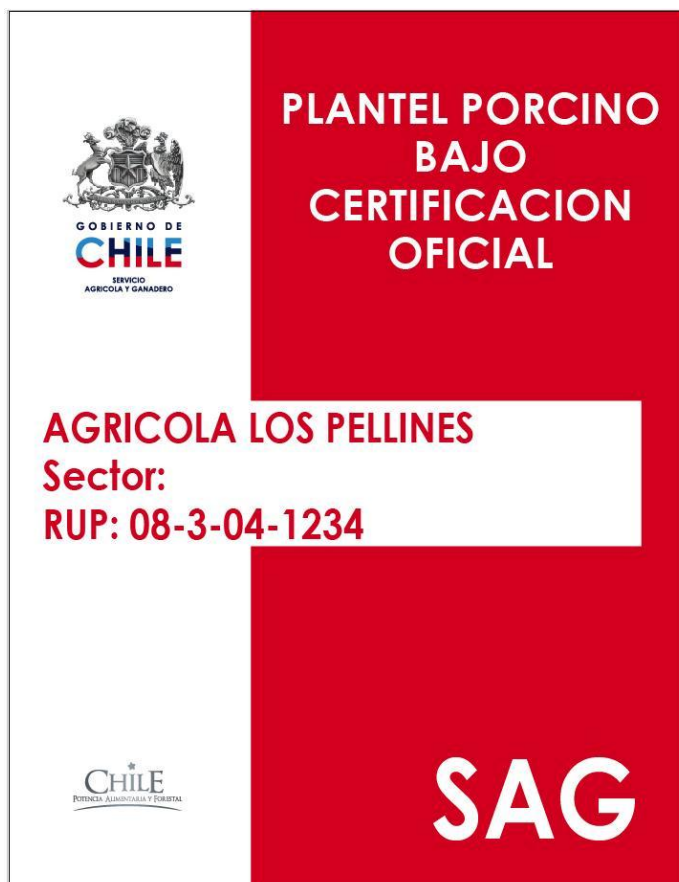 PLANTEL PORCINO
BAJO
CERTIFICACION
OFICIAL
GOBIERNO DE
CHILE
SERVICIO
AGRICOLA Y GANADERO
AGRICOLA LOS PELLINES
Sector:
RUP: 08-3-04-1234
CHILE
POTENCIA ALIMENTARIA Y FORESTAL
SAG